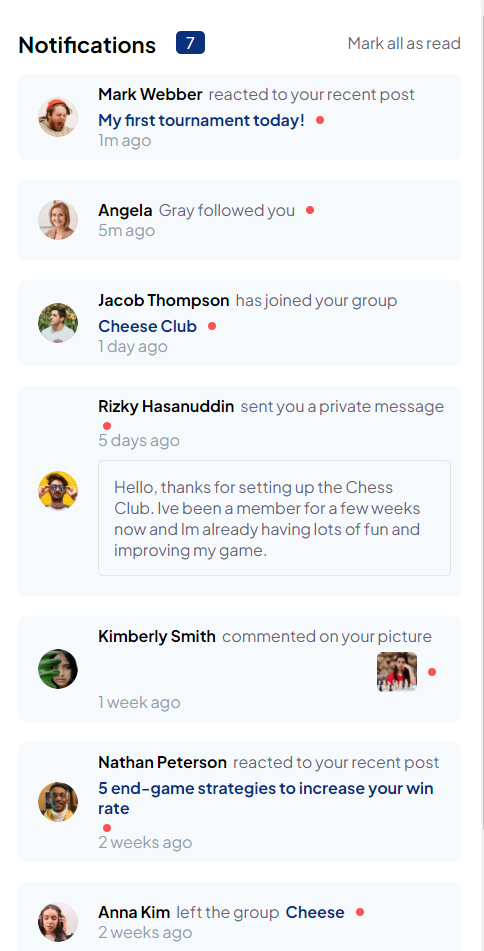 Notifications 7 Mark all as read
Mark Webber reacted to your recent post
My first tournament today!
1m ago
Angela Gray followed you
5m ago
Jacob Thompson has joined your group
Cheese Club
1 day ago
Rizky Hasanuddin sent you a private message
5 days ago
Hello, thanks for setting up the Chess
Club. Ive been a member for a few weeks
now and Im already having lots of fun and
improving my game.
Kimberly Smith commented on your picture
1 week ago
Nathan Peterson reacted to your recent post
5 end-game strategies to increase your win
rate
2 weeks ago
Anna Kim left the group Cheese
2 weeks ago